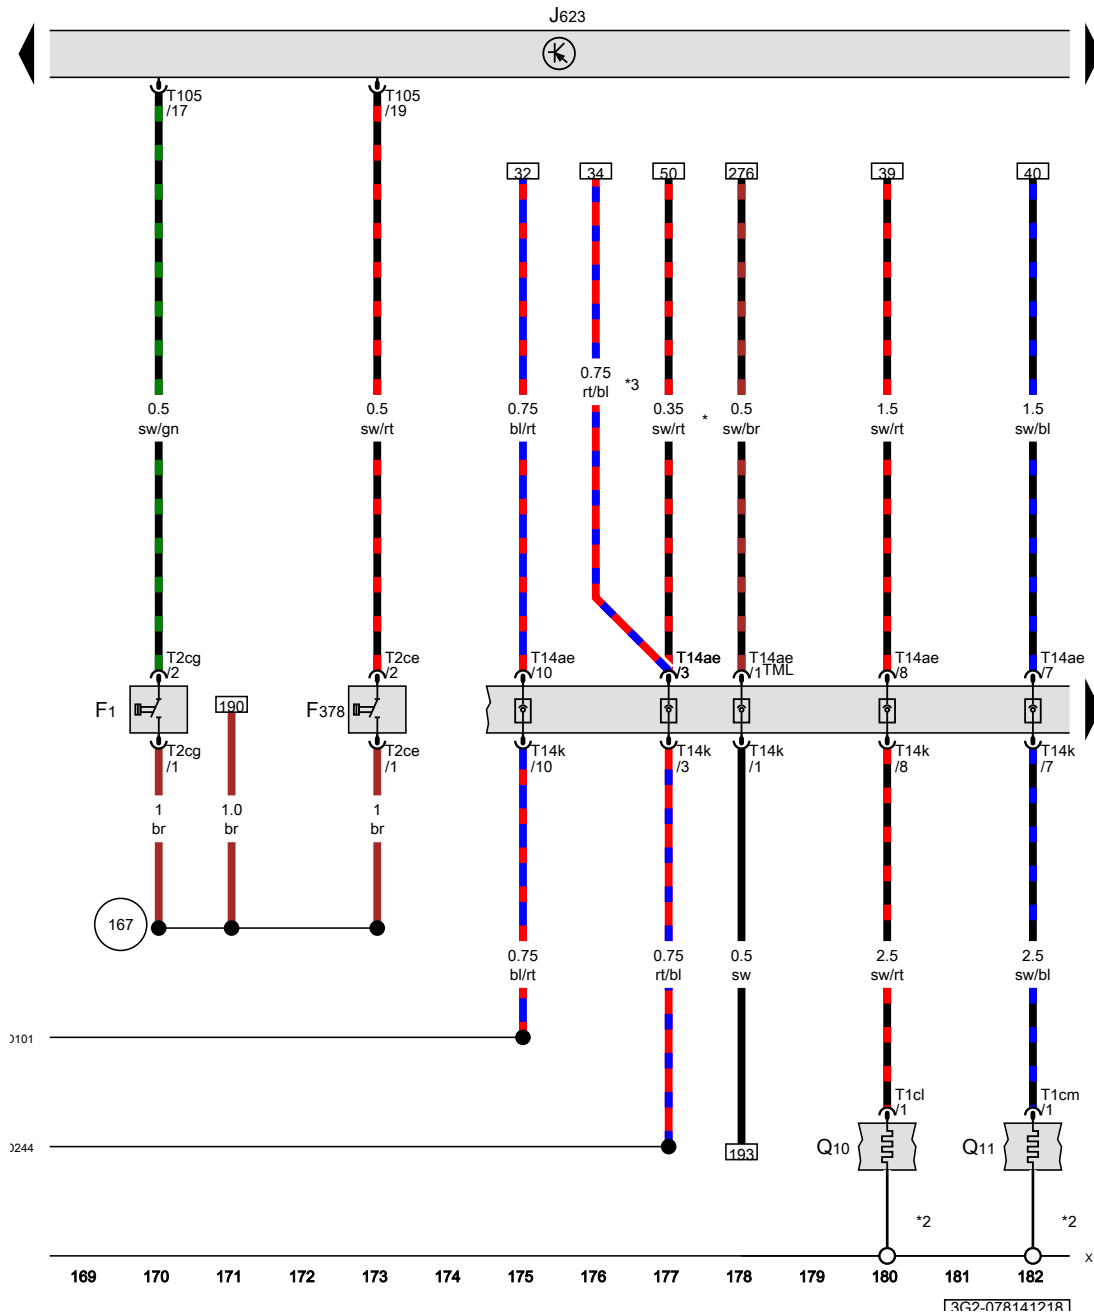 J623
T105
/17
T105
/19
32
34
50
276
39
40
0.75
rt/bl
*3
0.5
sw/gn
0.5
sw/rt
0.75
bl/rt
0.35
sw/rt
*
0.5
sw/br
1.5
sw/rt
1.5
sw/bl
T2cg
/2
T2ce
/2
T14ae
/10
T14ae
/3
T14ae
/1
TML
T14ae
/8
T14ae
/7
F1
190
F378
T2cg
/1
T2ce
/1
T14k
/10
T14k
/3
T14k
/1
T14k
/8
T14k
/7
1
br
1.0
br
1
br
167
0.75
bl/rt
0.75
rt/bl
0.5
sw
2.5
sw/rt
2.5
sw/bl
0101
T1cl
/1
T1cm
/1
0244
193
Q10
Q11
*2
*2
x
169 170 171 172 173 174 175 176 177 178 179 180 181 182
3G2-078141218